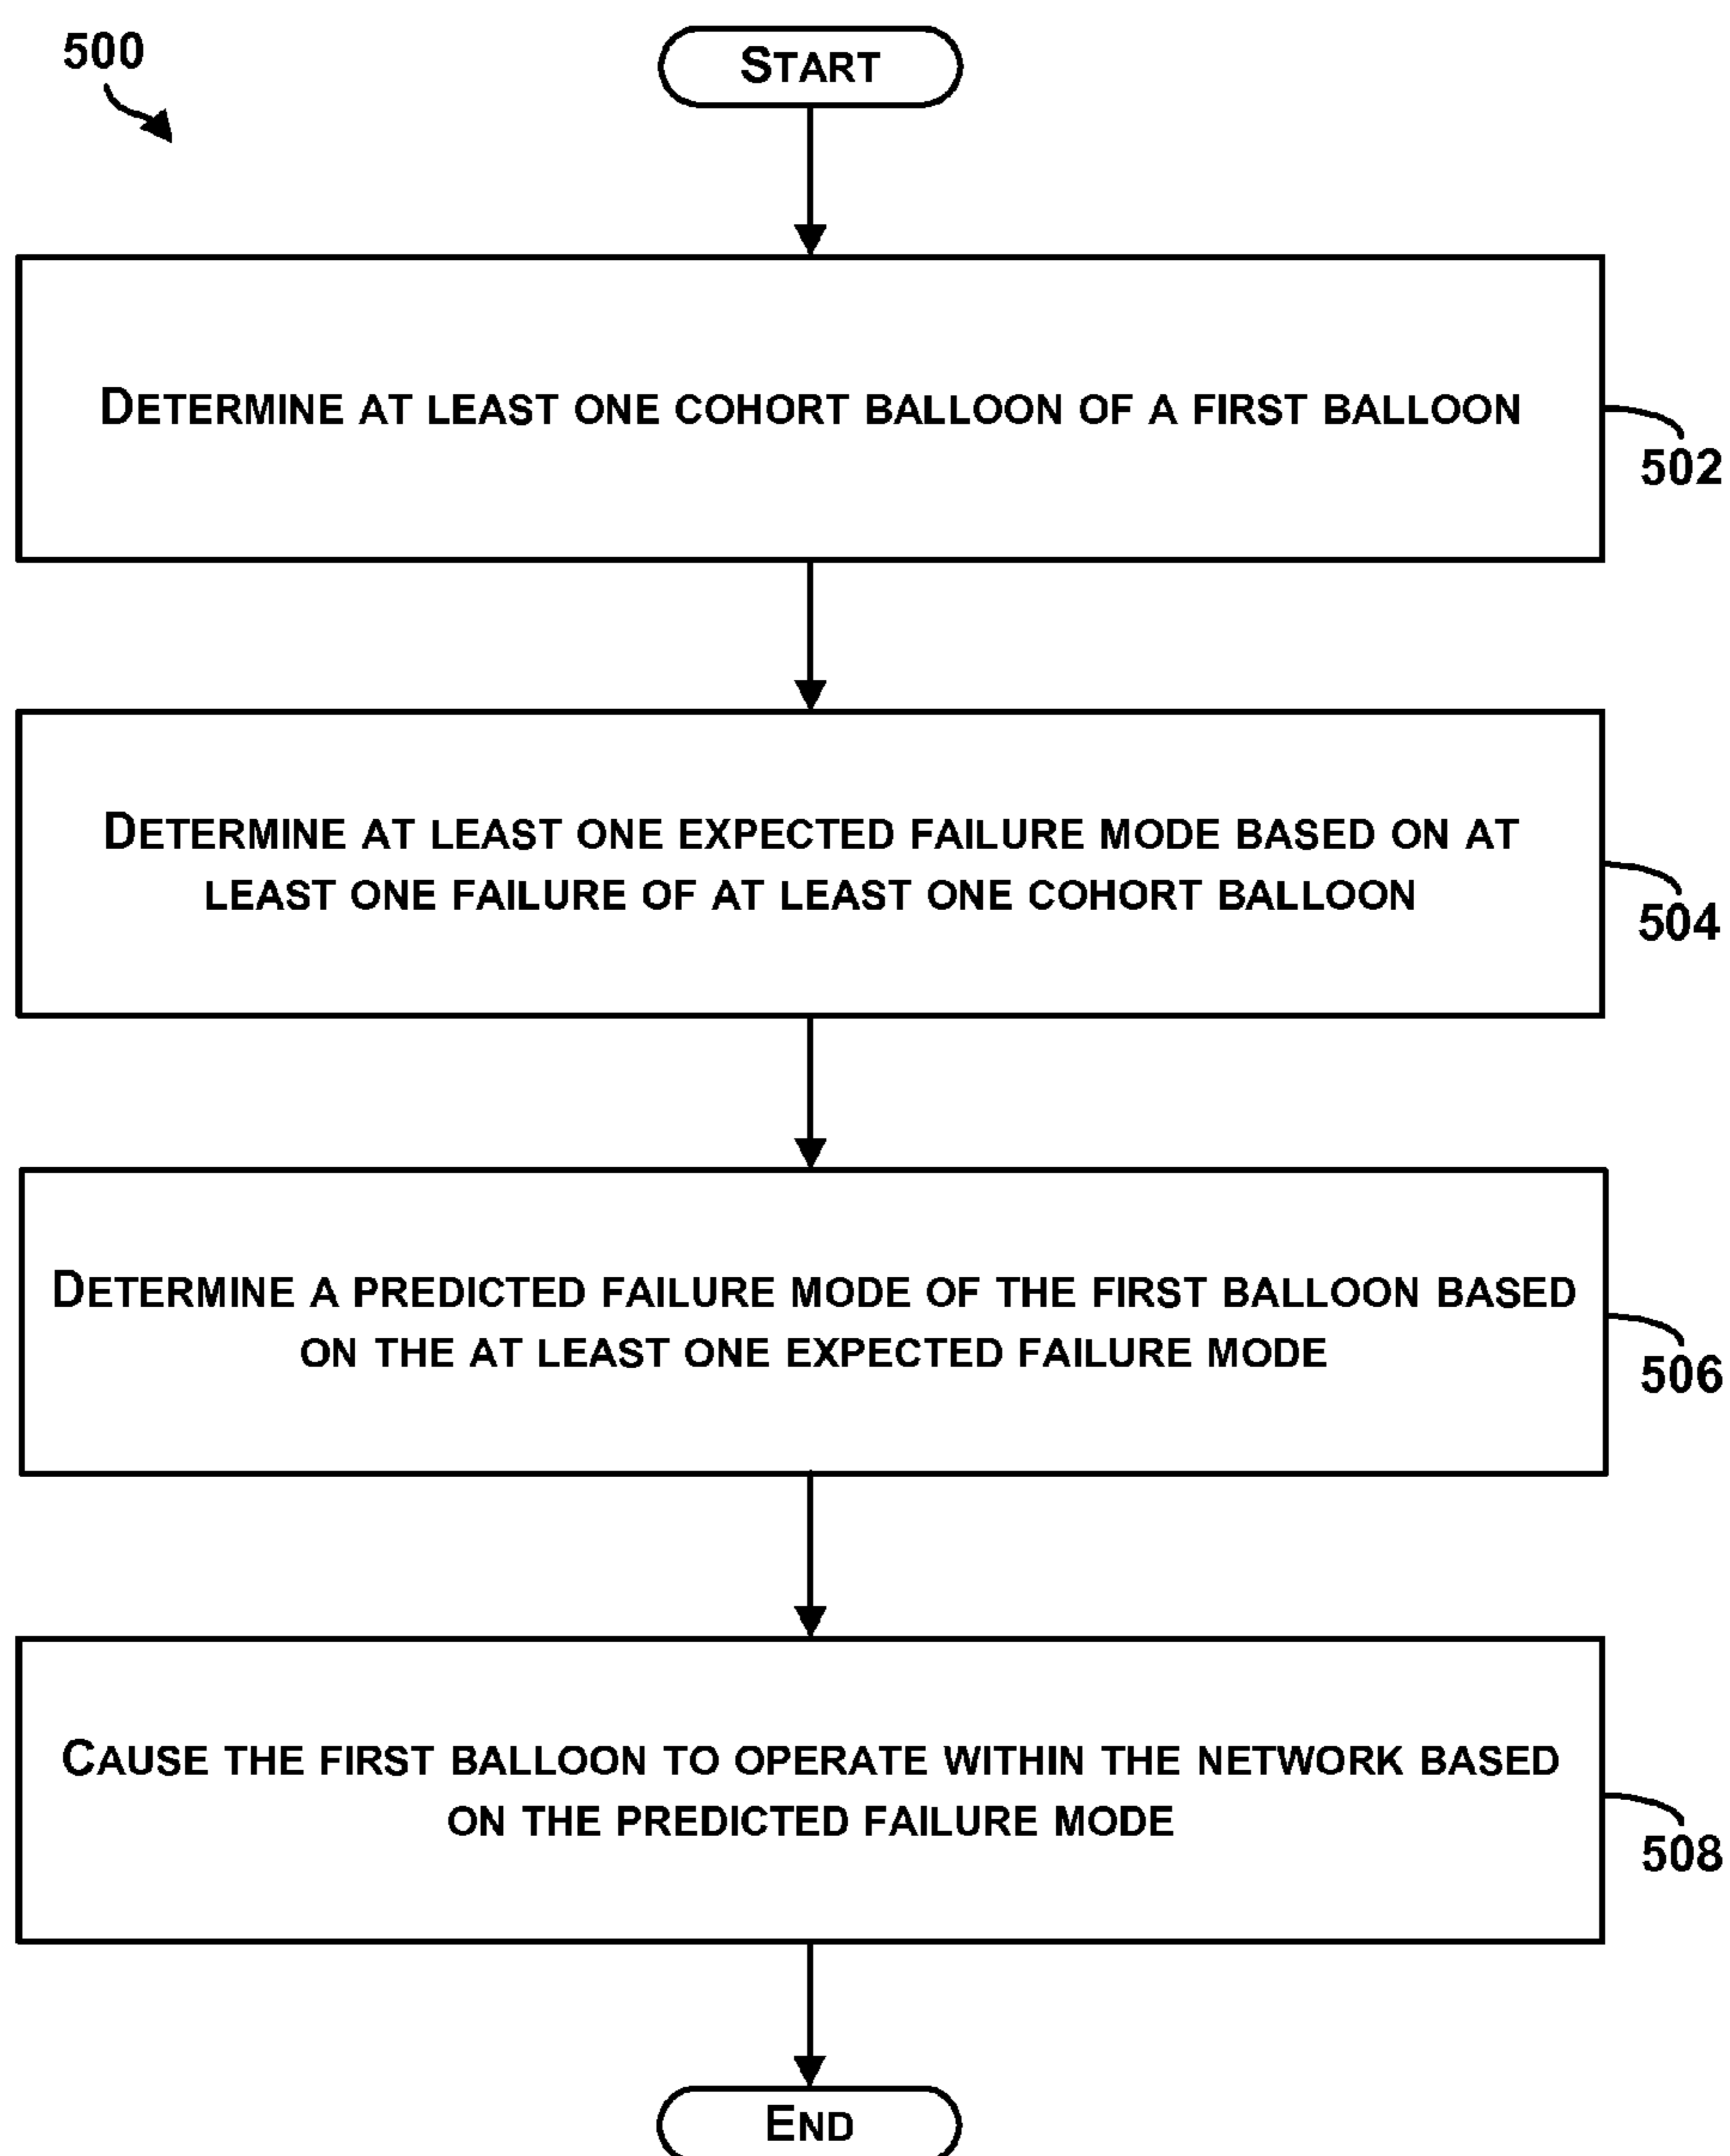 500
START
DETERMINE AT LEAST ONE COHORT BALLOON OF A FIRST BALLOON
502
DETERMINE AT LEAST ONE EXPECTED FAILURE MODE BASED ON AT
LEAST ONE FAILURE OF AT LEAST ONE COHORT BALLOON
504
DETERMINE A PREDICTED FAILURE MODE OF THE FIRST BALLOON BASED
ON THE AT LEAST ONE EXPECTED FAILURE MODE
506
CAUSE THE FIRST BALLOON TO OPERATE WITHIN THE NETWORK BASED
ON THE PREDICTED FAILURE MODE
508
END